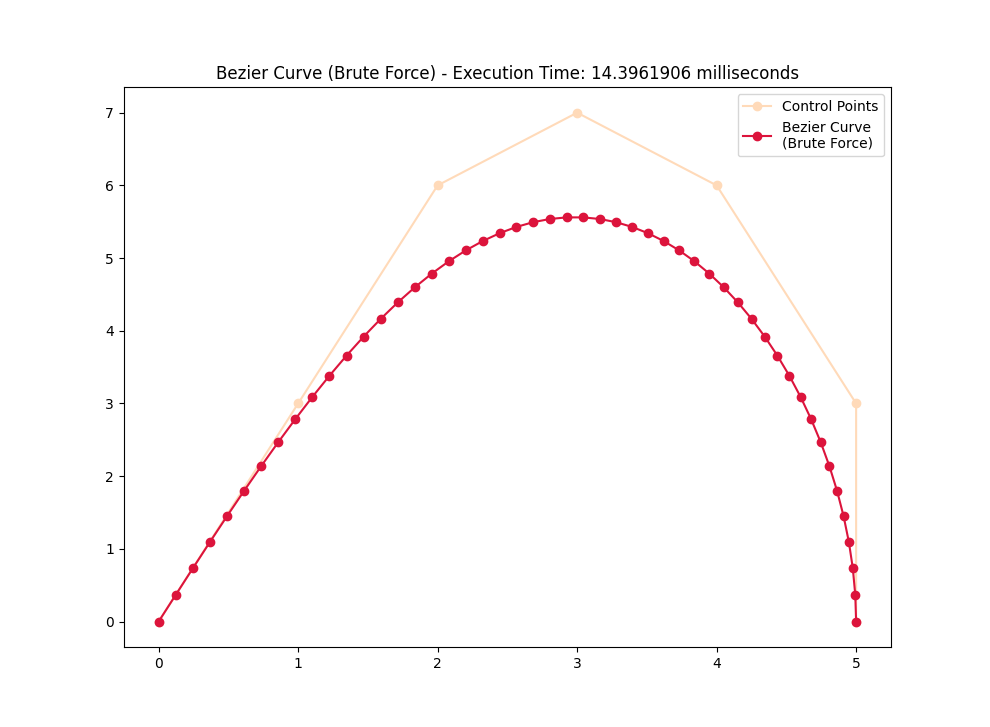 Bezier Curve (Brute Force) - Execution Time: 14.3961906 milliseconds
Control Points
Bezier Curve
(Brute Force)
7
6
5
4
3
2
1
0
0 1 2 3 4 5